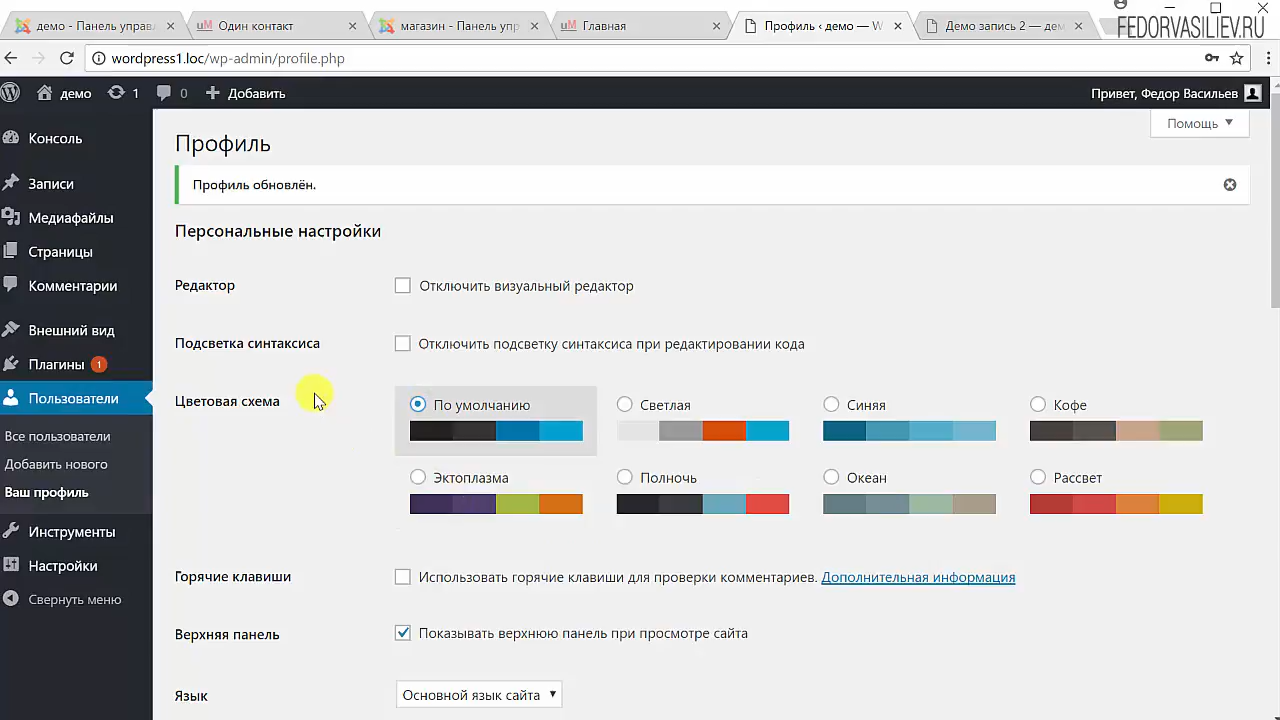 демо - Панель управл
Один контакт
магазин - Панель упр
Главная
Профиль ‹ демо — W
Демо запись 2 — дем
FEDORVASILIEV.RU
wordpress1.loc/wp-admin/profile.php
демо
1
0
Добавить
Привет, Федор Васильев
Помощь
Консоль
Записи
Медиафайлы
Страницы
Комментарии
Внешний вид
Плагины 1
Пользователи
Все пользователи
Добавить нового
Ваш профиль
Инструменты
Настройки
Свернуть меню
Профиль
Профиль обновлён.
Персональные настройки
Редактор
Отключить визуальный редактор
Подсветка синтаксиса
Отключить подсветку синтаксиса при редактировании кода
Цветовая схема
По умолчанию
Светлая
Синяя
Кофе
Эктоплазма
Полночь
Океан
Рассвет
Горячие клавиши
Использовать горячие клавиши для проверки комментариев. Дополнительная информация
Верхняя панель
Показывать верхнюю панель при просмотре сайта
Язык
Основной язык сайта